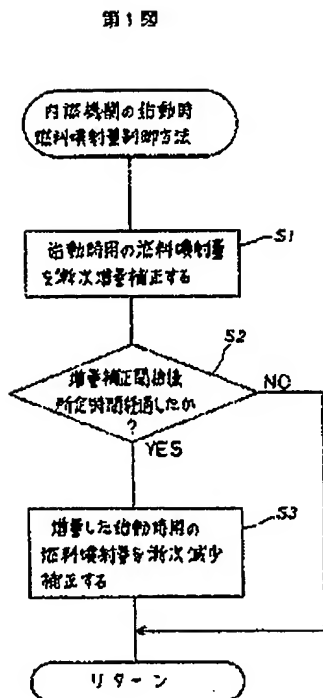 第1図
内燃機関の始動時
燃料噴射量制御方法
S1
始動時用の燃料噴射量
を漸次増量補正する
S2
増量補正開始後
所定時間経過したか
?
NO
YES
S3
増量した始動時用の
燃料噴射量を漸次減少
補正する
リターン